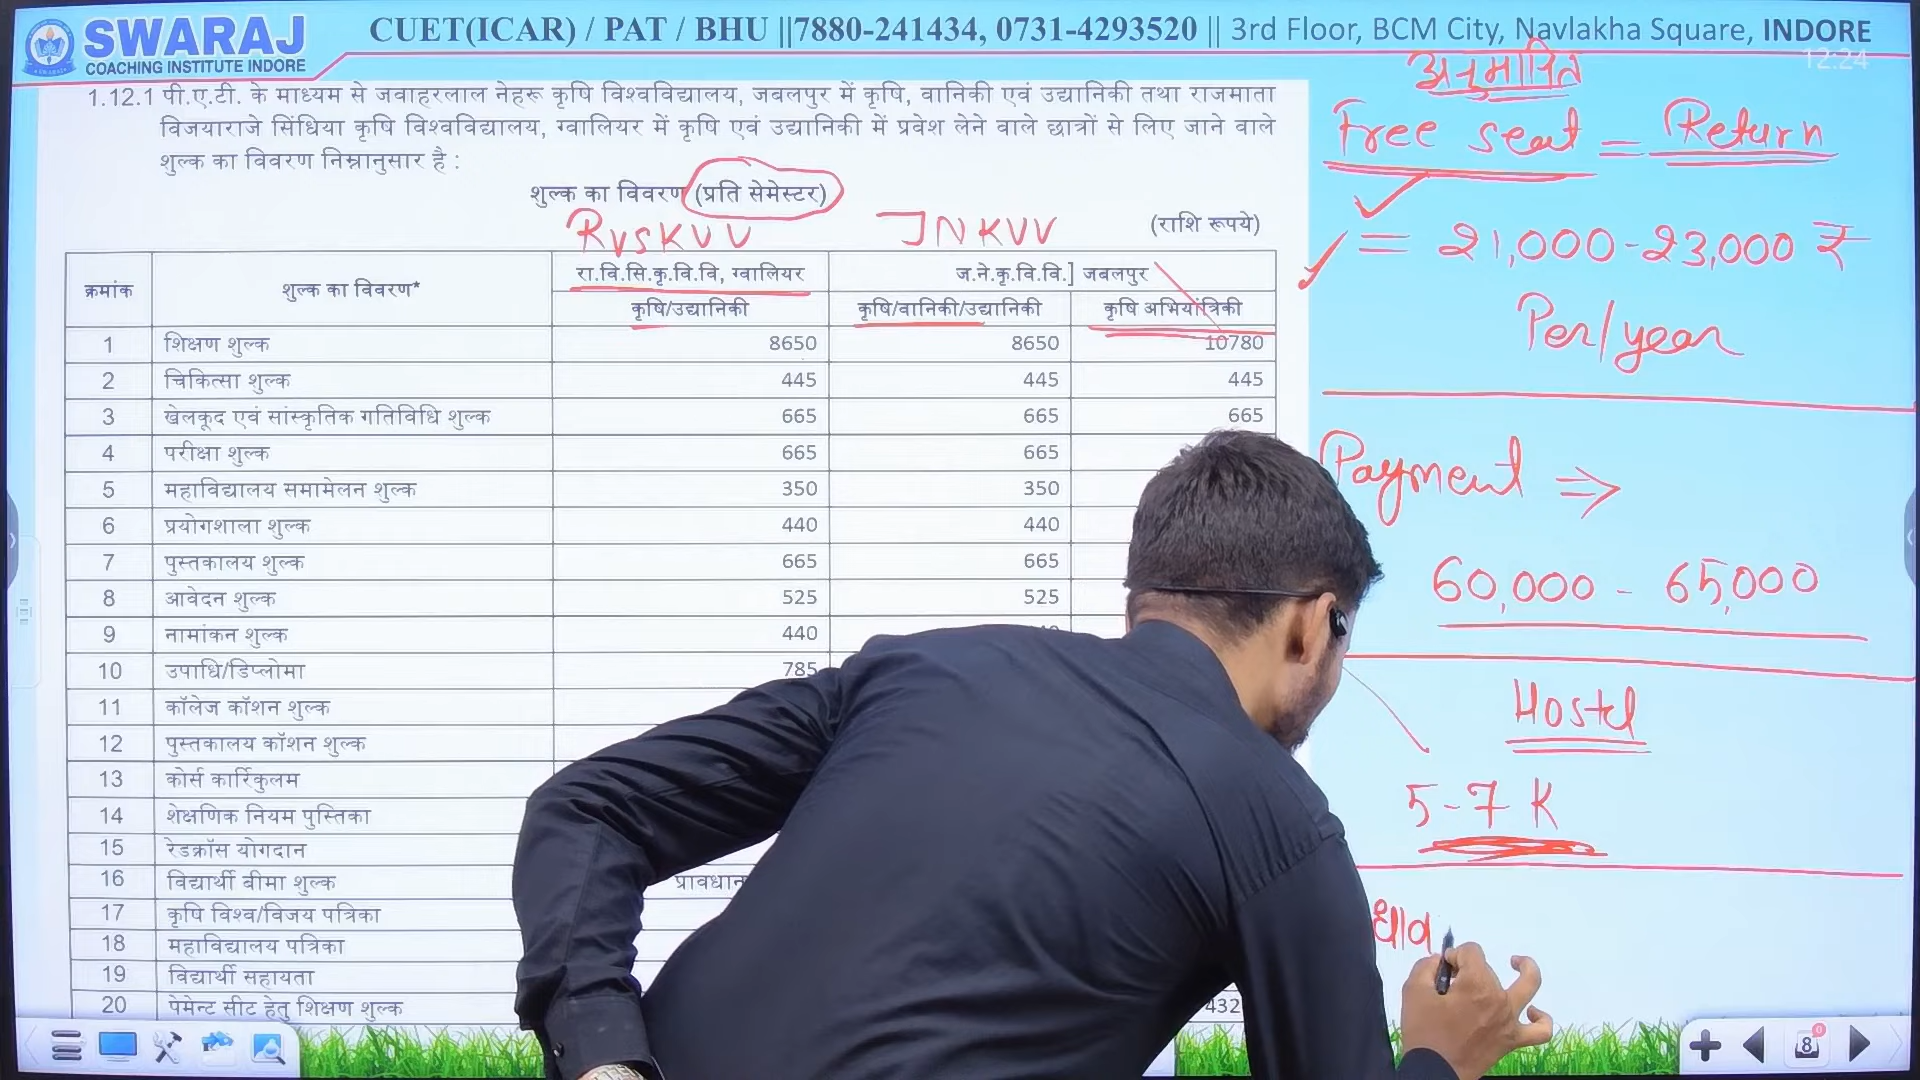 SWARAJ
COACHING INSTITUTE INDORE
CUET(ICAR) / PAT / BHU ||7880-241434, 0731-4293520 || 3rd Floor, BCM City, Navlakha Square, INDORE
12:24
1.12.1 पी.ए.टी. के माध्यम से जवाहरलाल नेहरू कृषि विश्वविद्यालय, जबलपुर में कृषि, वानिकी एवं उद्यानिकी तथा राजमाता
विजयाराजे सिंधिया कृषि विश्वविद्यालय, ग्वालियर में कृषि एवं उद्यानिकी में प्रवेश लेने वाले छात्रों से लिए जाने वाले
शुल्क का विवरण निम्नानुसार है :
शुल्क का विवरण (प्रति सेमेस्टर)
RVSKVV JNKVV (राशि रूपये)
क्रमांक शुल्क का विवरण* रा.वि.सि.कृ.वि.वि, ग्वालियर ज.ने.कृ.वि.वि.] जबलपुर
कृषि/उद्यानिकी कृषि/वानिकी/उद्यानिकी कृषि अभियांत्रिकी
1 शिक्षण शुल्क 8650 8650 10780
2 चिकित्सा शुल्क 445 445 445
3 खेलकूद एवं सांस्कृतिक गतिविधि शुल्क 665 665 665
4 परीक्षा शुल्क 665 665
5 महाविद्यालय समामेलन शुल्क 350 350
6 प्रयोगशाला शुल्क 440 440
7 पुस्तकालय शुल्क 665 665
8 आवेदन शुल्क 525 525
9 नामांकन शुल्क 440
10 उपाधि/डिप्लोमा 785
11 कॉलेज कॉशन शुल्क
12 पुस्तकालय कॉशन शुल्क
13 कोर्स कार्रिकुलम
14 शेक्षणिक नियम पुस्तिका
15 रेडक्रॉस योगदान
16 विद्यार्थी बीमा शुल्क प्रावधान
17 कृषि विश्व/विजय पत्रिका
18 महाविद्यालय पत्रिका
19 विद्यार्थी सहायता
20 पेमेन्ट सीट हेतु शिक्षण शुल्क 432
अनुमानित
Free seat = Return
= 21,000-23,000 ₹
Per/year
Payment ⇒
60,000 - 65,000
Hostel
5-7 K
धाव
8
0